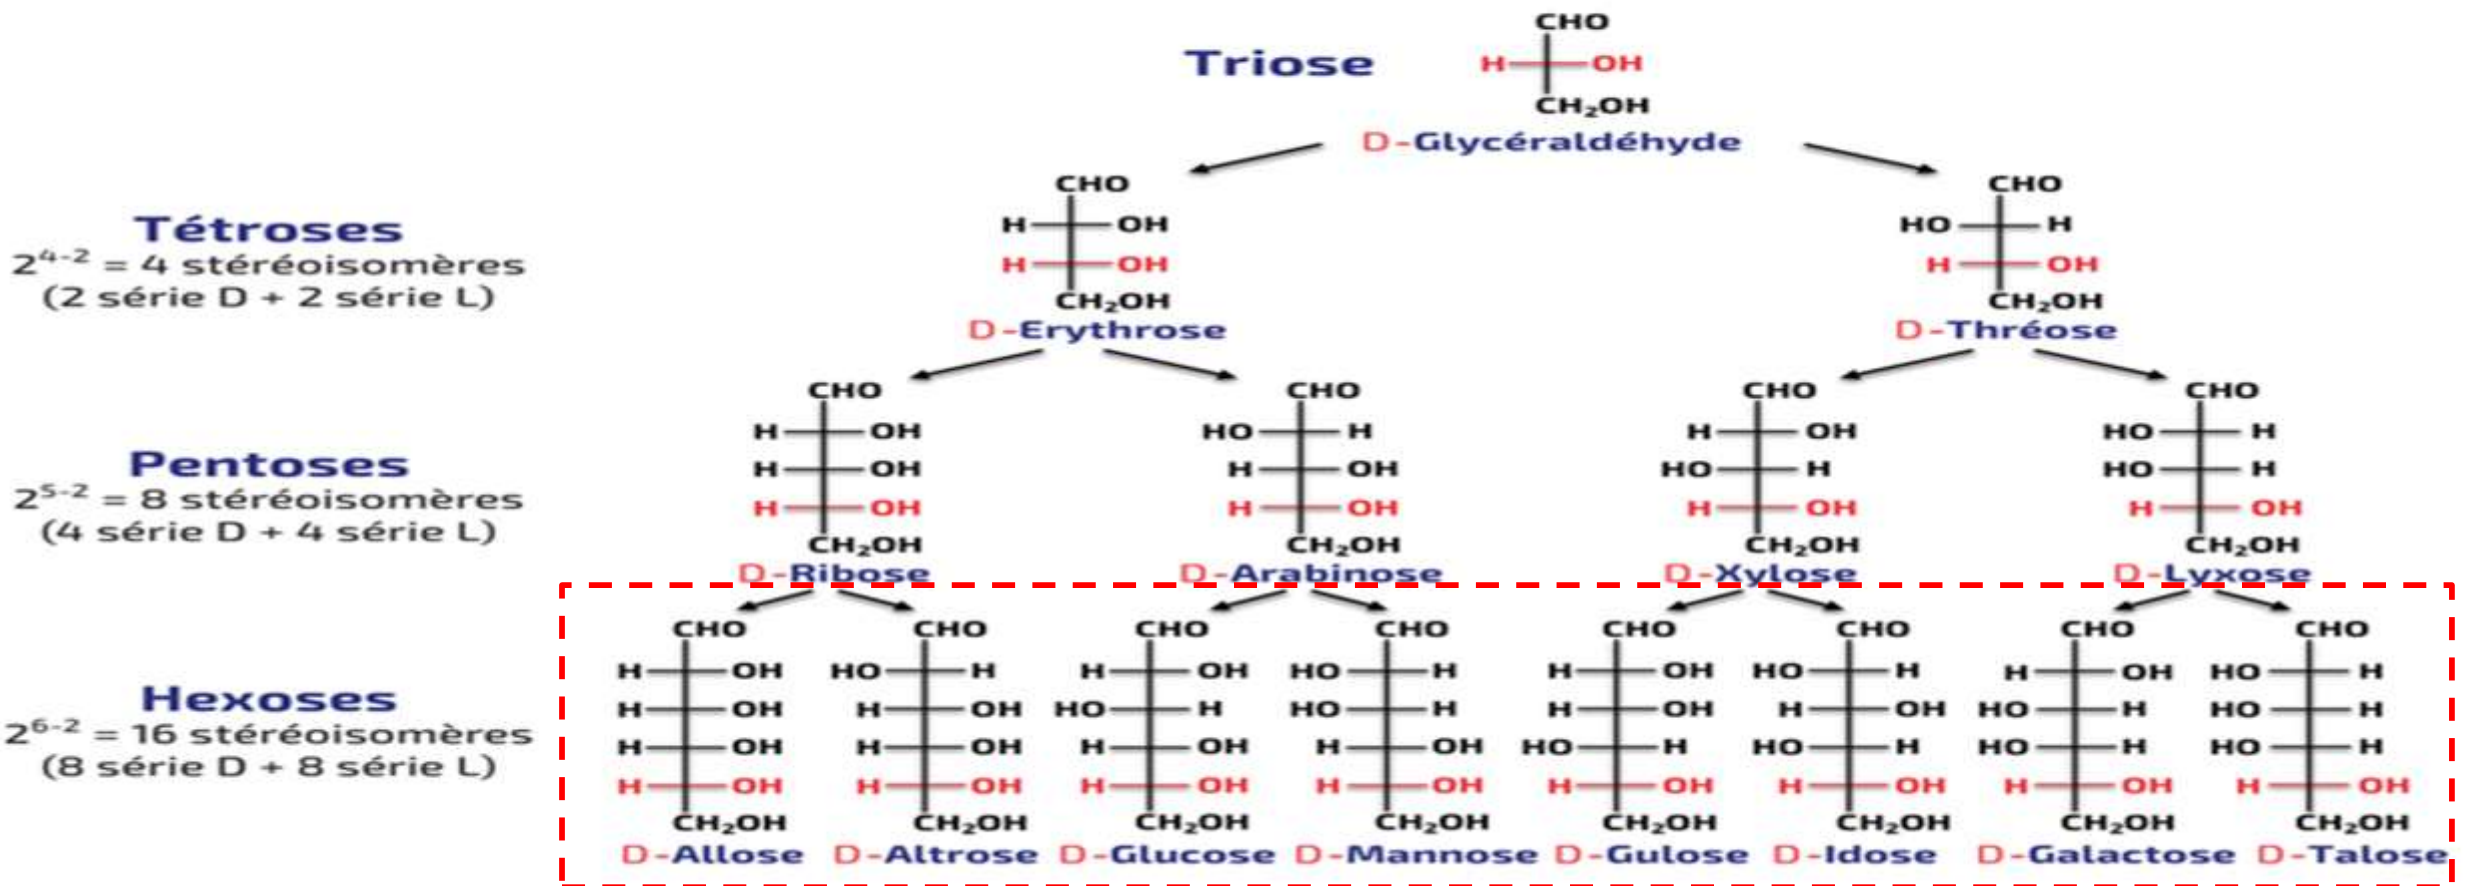 CHO
Triose H OH
CH₂OH
D-Glycéraldéhyde
CHO CHO
Tétroses H OH HO H
2⁴⁻² = 4 stéréoisomères H OH H OH
(2 série D + 2 série L) CH₂OH CH₂OH
D-Erythrose D-Thréose
CHO CHO CHO CHO
H OH HO H H OH HO H
Pentoses H OH H OH HO H HO H
2⁵⁻² = 8 stéréoisomères H OH H OH H OH H OH
(4 série D + 4 série L) CH₂OH CH₂OH CH₂OH CH₂OH
D-Ribose D-Arabinose D-Xylose D-Lyxose
CHO CHO CHO CHO CHO CHO CHO CHO
H OH HO H H OH HO H H OH HO H H OH HO H
Hexoses H OH H OH HO H HO H H OH H OH HO H HO H
2⁶⁻² = 16 stéréoisomères H OH H OH H OH H OH HO H HO H HO H HO H
(8 série D + 8 série L) H OH H OH H OH H OH H OH H OH H OH H OH
CH₂OH CH₂OH CH₂OH CH₂OH CH₂OH CH₂OH CH₂OH CH₂OH
D-Allose D-Altrose D-Glucose D-Mannose D-Gulose D-Idose D-Galactose D-Talose